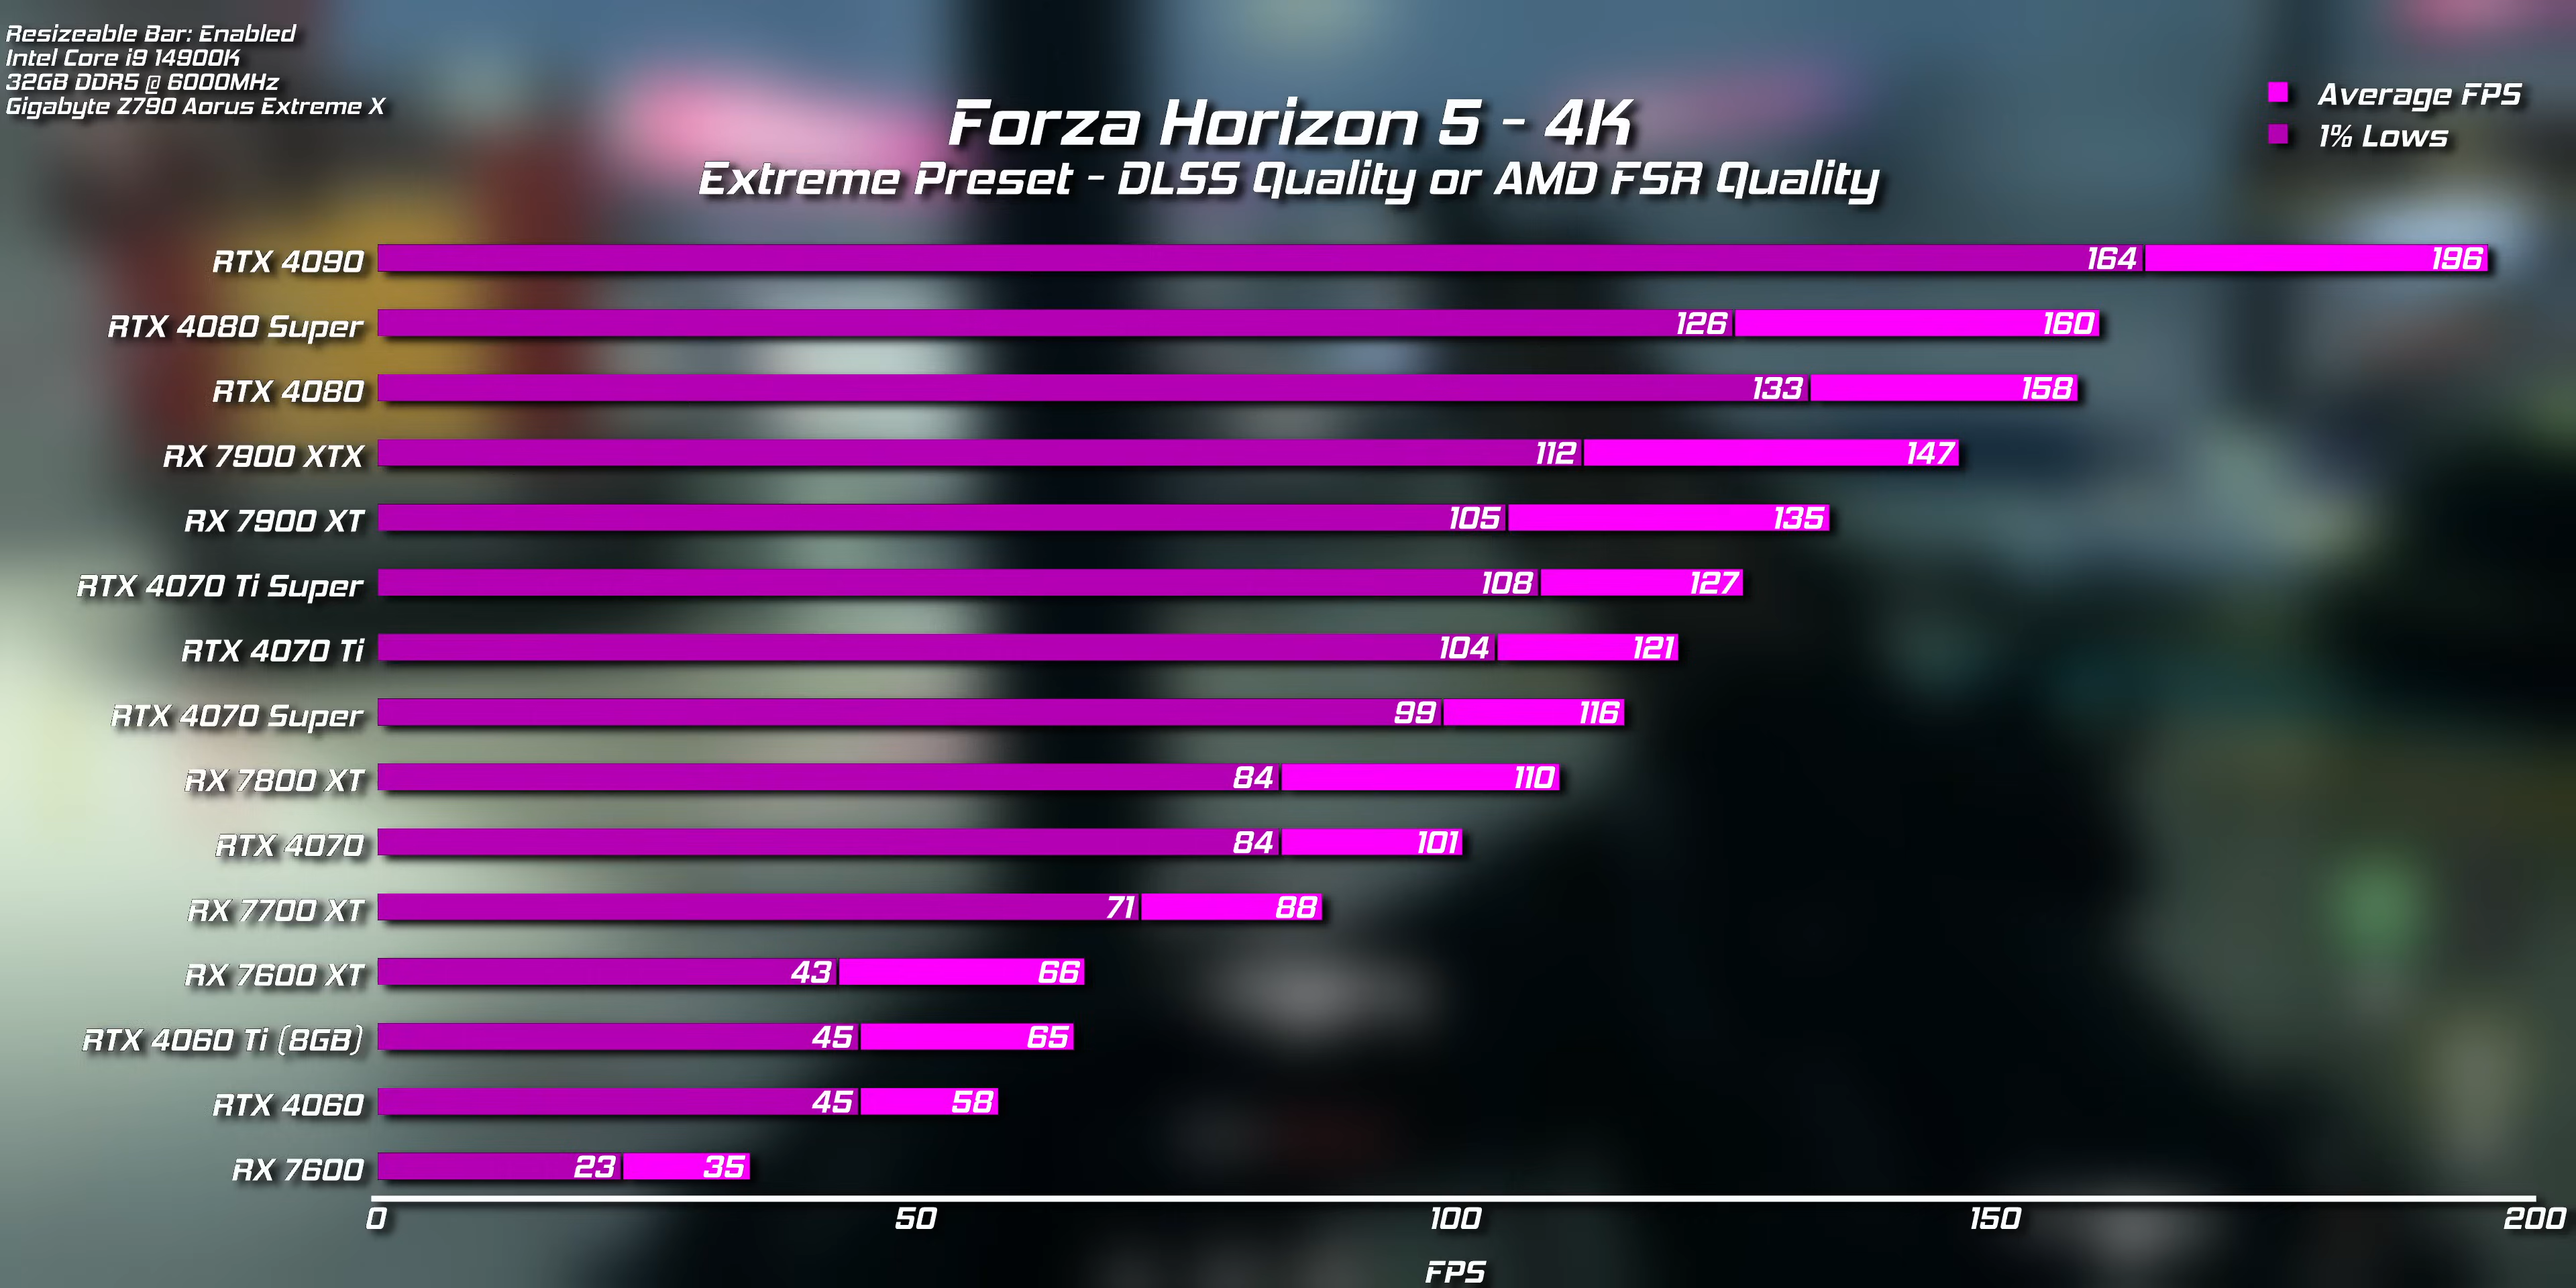 Resizeable Bar: Enabled
Intel Core i9 14900K
32GB DDR5 @ 6000MHz
Gigabyte Z790 Aorus Extreme X
Forza Horizon 5 - 4K
Extreme Preset - DLSS Quality or AMD FSR Quality
Average FPS
1% Lows
RTX 4090 164 196
RTX 4080 Super 126 160
RTX 4080 133 158
RX 7900 XTX 112 147
RX 7900 XT 105 135
RTX 4070 Ti Super 108 127
RTX 4070 Ti 104 121
RTX 4070 Super 99 116
RX 7800 XT 84 110
RTX 4070 84 101
RX 7700 XT 71 88
RX 7600 XT 43 66
RTX 4060 Ti (8GB) 45 65
RTX 4060 45 58
RX 7600 23 35
0 50 100 150 200
FPS